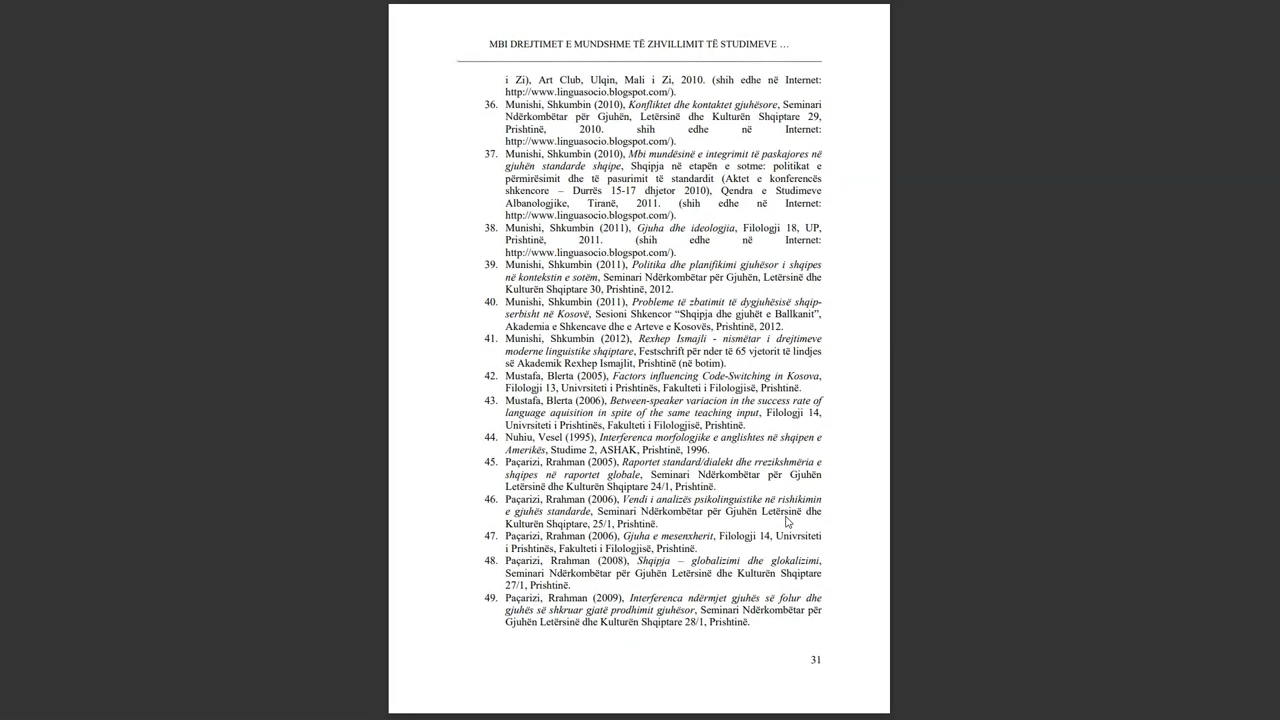 MBI DREJTIMET E MUNDSHME TË ZHVILLIMIT TË STUDIMEVE …
i Zi), Art Club, Ulqin, Mali i Zi, 2010. (shih edhe në Internet:
http://www.linguasocio.blogspot.com/).
36. Munishi, Shkumbin (2010), Konfliktet dhe kontaktet gjuhësore, Seminari
Ndërkombëtar për Gjuhën, Letërsinë dhe Kulturën Shqiptare 29,
Prishtinë, 2010. shih edhe në Internet:
http://www.linguasocio.blogspot.com/).
37. Munishi, Shkumbin (2010), Mbi mundësinë e integrimit të paskajores në
gjuhën standarde shqipe, Shqipja në etapën e sotme: politikat e
përmirësimit dhe të pasurimit të standardit (Aktet e konferencës
shkencore – Durrës 15-17 dhjetor 2010), Qendra e Studimeve
Albanologjike, Tiranë, 2011. (shih edhe në Internet:
http://www.linguasocio.blogspot.com/).
38. Munishi, Shkumbin (2011), Gjuha dhe ideologjia, Filologji 18, UP,
Prishtinë, 2011. (shih edhe në Internet:
http://www.linguasocio.blogspot.com/).
39. Munishi, Shkumbin (2011), Politika dhe planifikimi gjuhësor i shqipes
në kontekstin e sotëm, Seminari Ndërkombëtar për Gjuhën, Letërsinë dhe
Kulturën Shqiptare 30, Prishtinë, 2012.
40. Munishi, Shkumbin (2011), Probleme të zbatimit të dygjuhësisë shqip-
serbisht në Kosovë, Sesioni Shkencor “Shqipja dhe gjuhët e Ballkanit”,
Akademia e Shkencave dhe e Arteve e Kosovës, Prishtinë, 2012.
41. Munishi, Shkumbin (2012), Rexhep Ismajli - nismëtar i drejtimeve
moderne linguistike shqiptare, Festschrift për nder të 65 vjetorit të lindjes
së Akademik Rexhep Ismajlit, Prishtinë (në botim).
42. Mustafa, Blerta (2005), Factors influencing Code-Switching in Kosova,
Filologji 13, Univrsiteti i Prishtinës, Fakulteti i Filologjisë, Prishtinë.
43. Mustafa, Blerta (2006), Between-speaker variacion in the success rate of
language aquisition in spite of the same teaching input, Filologji 14,
Univrsiteti i Prishtinës, Fakulteti i Filologjisë, Prishtinë.
44. Nuhiu, Vesel (1995), Interferenca morfologjike e anglishtes në shqipen e
Amerikës, Studime 2, ASHAK, Prishtinë, 1996.
45. Paçarizi, Rrahman (2005), Raportet standard/dialekt dhe rrezikshmëria e
shqipes në raportet globale, Seminari Ndërkombëtar për Gjuhën
Letërsinë dhe Kulturën Shqiptare 24/1, Prishtinë.
46. Paçarizi, Rrahman (2006), Vendi i analizës psikolinguistike në rishikimin
e gjuhës standarde, Seminari Ndërkombëtar për Gjuhën Letërsinë dhe
Kulturën Shqiptare, 25/1, Prishtinë.
47. Paçarizi, Rrahman (2006), Gjuha e mesenxherit, Filologji 14, Univrsiteti
i Prishtinës, Fakulteti i Filologjisë, Prishtinë.
48. Paçarizi, Rrahman (2008), Shqipja – globalizimi dhe glokalizimi,
Seminari Ndërkombëtar për Gjuhën Letërsinë dhe Kulturën Shqiptare
27/1, Prishtinë.
49. Paçarizi, Rrahman (2009), Interferenca ndërmjet gjuhës së folur dhe
gjuhës së shkruar gjatë prodhimit gjuhësor, Seminari Ndërkombëtar për
Gjuhën Letërsinë dhe Kulturën Shqiptare 28/1, Prishtinë.
31